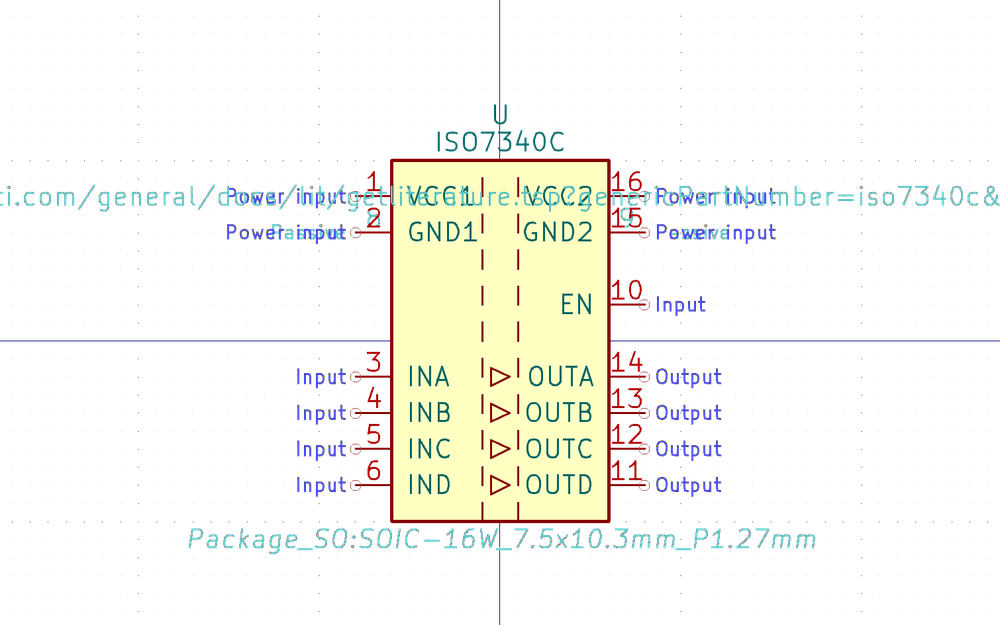 U
ISO7340C
ti.com/general/docs/lit/getliterature.tsp?genericPartNumber=iso7340c&
Power input 1 VCC1 VCC2 16 Power input
8 9
Power input 2 GND1 GND2 15 Power input
Passive Passive
EN 10 Input
Input 3 INA OUTA 14 Output
Input 4 INB OUTB 13 Output
Input 5 INC OUTC 12 Output
Input 6 IND OUTD 11 Output
Package_SO:SOIC-16W_7.5x10.3mm_P1.27mm